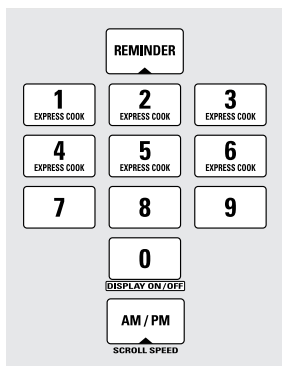 REMINDER
1 2 3
EXPRESS COOK EXPRESS COOK EXPRESS COOK
4 5 6
EXPRESS COOK EXPRESS COOK EXPRESS COOK
7 8 9
0
DISPLAY ON/OFF
AM / PM
SCROLL SPEED